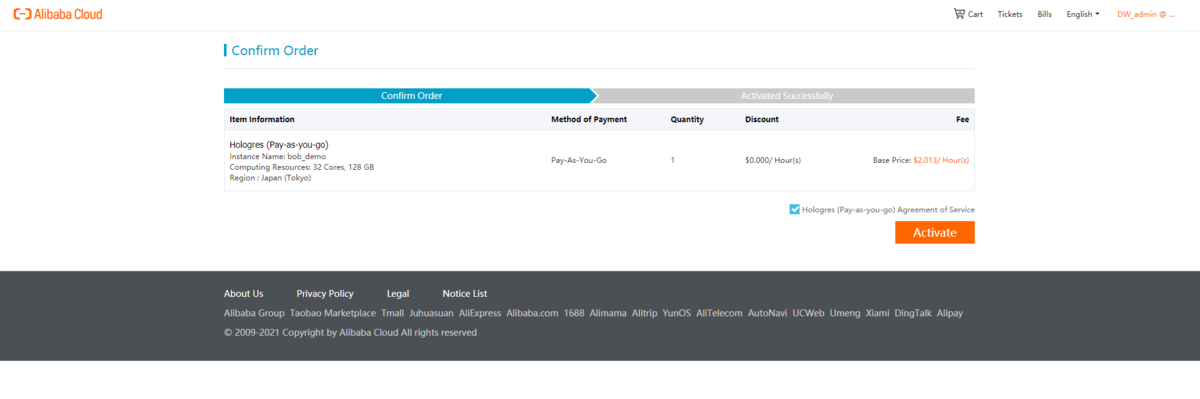 Alibaba Cloud Cart Tickets Bills English DW_admin @ ...
Confirm Order
Confirm Order Activated Successfully
Item Information Method of Payment Quantity Discount Fee
Hologres (Pay-as-you-go)
Instance Name: bob_demo
Computing Resources: 32 Cores, 128 GB
Region : Japan (Tokyo)
Pay-As-You-Go 1 $0.000/ Hour(s) Base Price: $2.013/ Hour(s)
Hologres (Pay-as-you-go) Agreement of Service
Activate
About Us Privacy Policy Legal Notice List
Alibaba Group Taobao Marketplace Tmall Juhuasuan AliExpress Alibaba.com 1688 Alimama Alitrip YunOS AliTelecom AutoNavi UCWeb Umeng Xiami DingTalk Alipay
© 2009-2021 Copyright by Alibaba Cloud All rights reserved